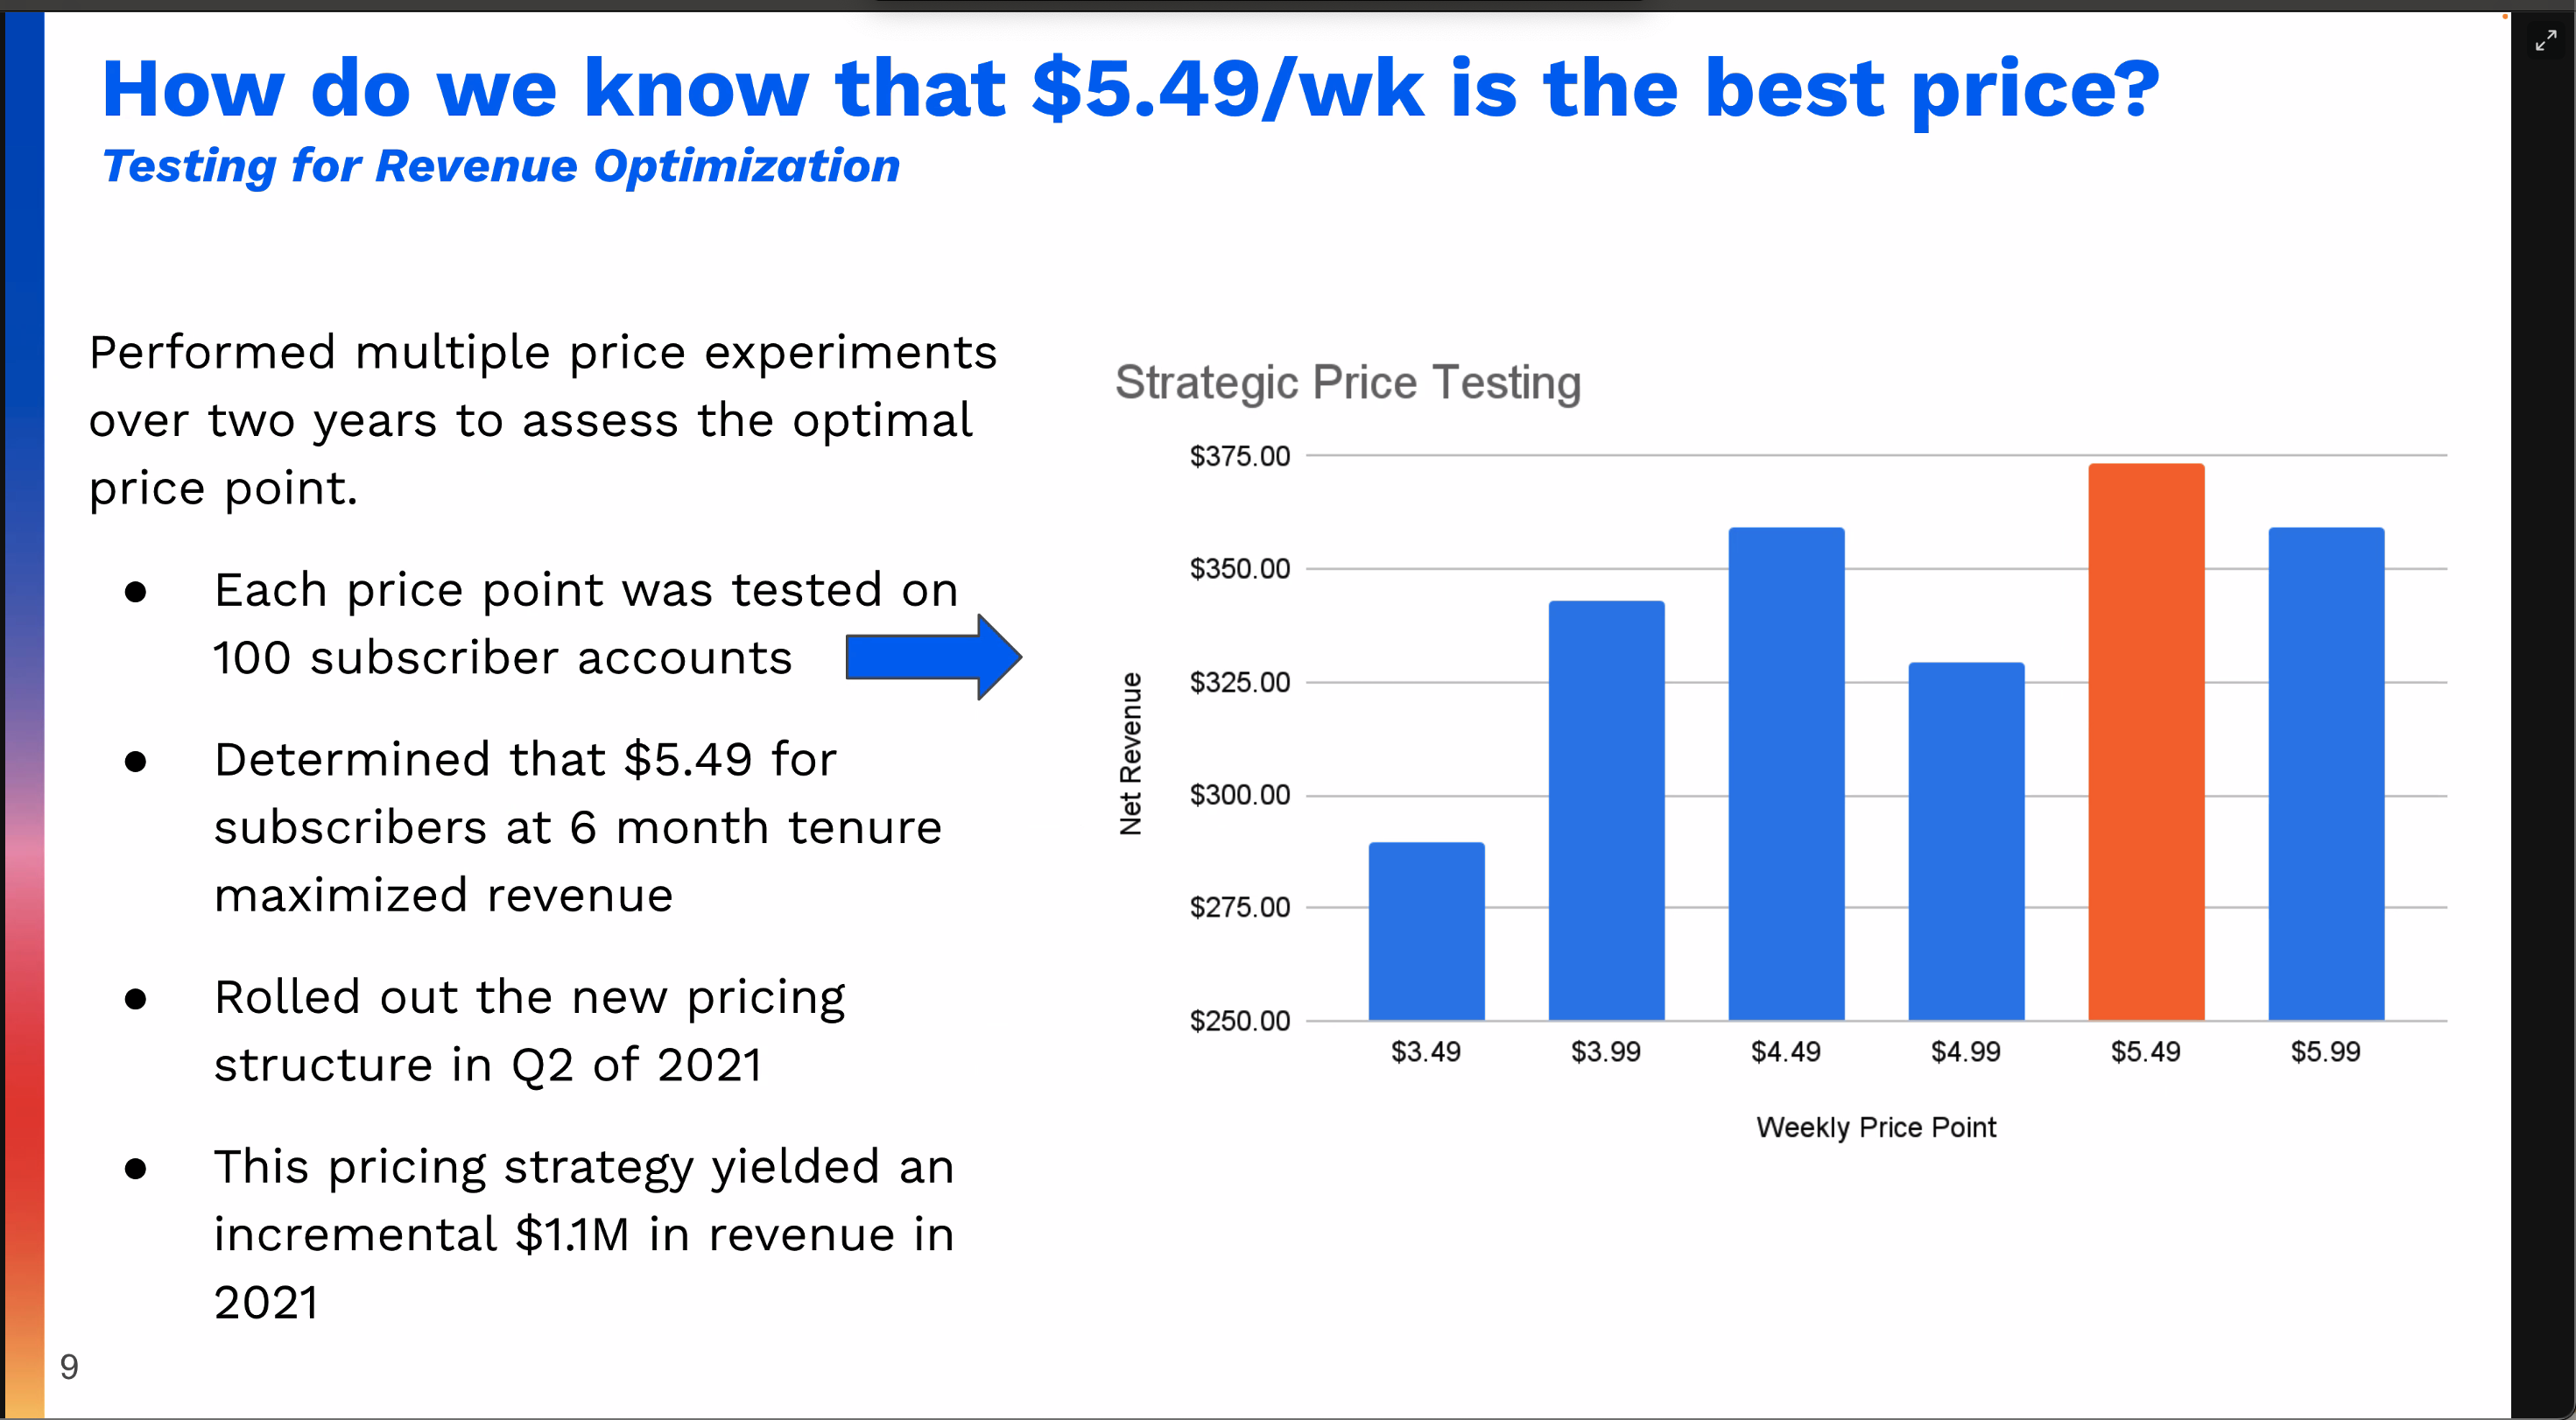 How do we know that $5.49/wk is the best price?
Testing for Revenue Optimization
Performed multiple price experiments
over two years to assess the optimal
price point.
● Each price point was tested on
100 subscriber accounts
● Determined that $5.49 for
subscribers at 6 month tenure
maximized revenue
● Rolled out the new pricing
structure in Q2 of 2021
● This pricing strategy yielded an
incremental $1.1M in revenue in
2021
9
Strategic Price Testing
Net Revenue
$375.00
$350.00
$325.00
$300.00
$275.00
$250.00
$3.49 $3.99 $4.49 $4.99 $5.49 $5.99
Weekly Price Point